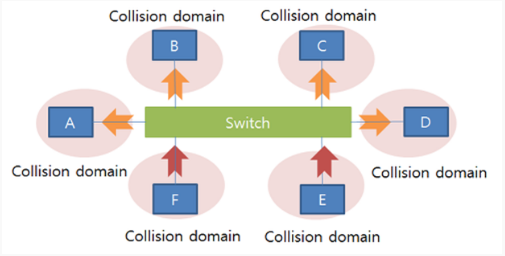 Collision domain
Collision domain
B
C
A
Switch
D
Collision domain
Collision domain
F
E
Collision domain
Collision domain